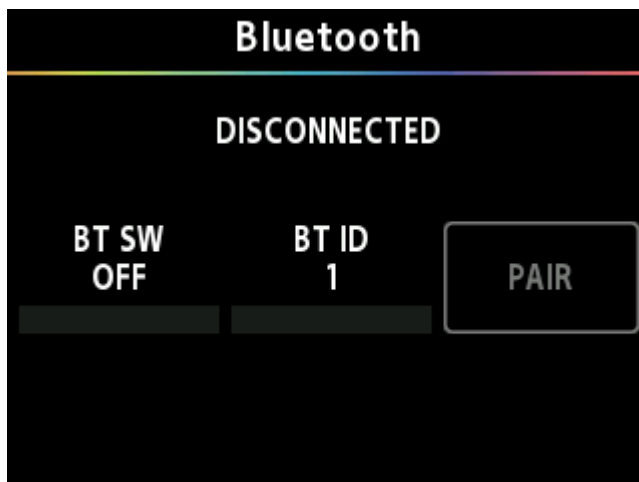 Bluetooth
DISCONNECTED
BT SW
OFF
BT ID
1
PAIR